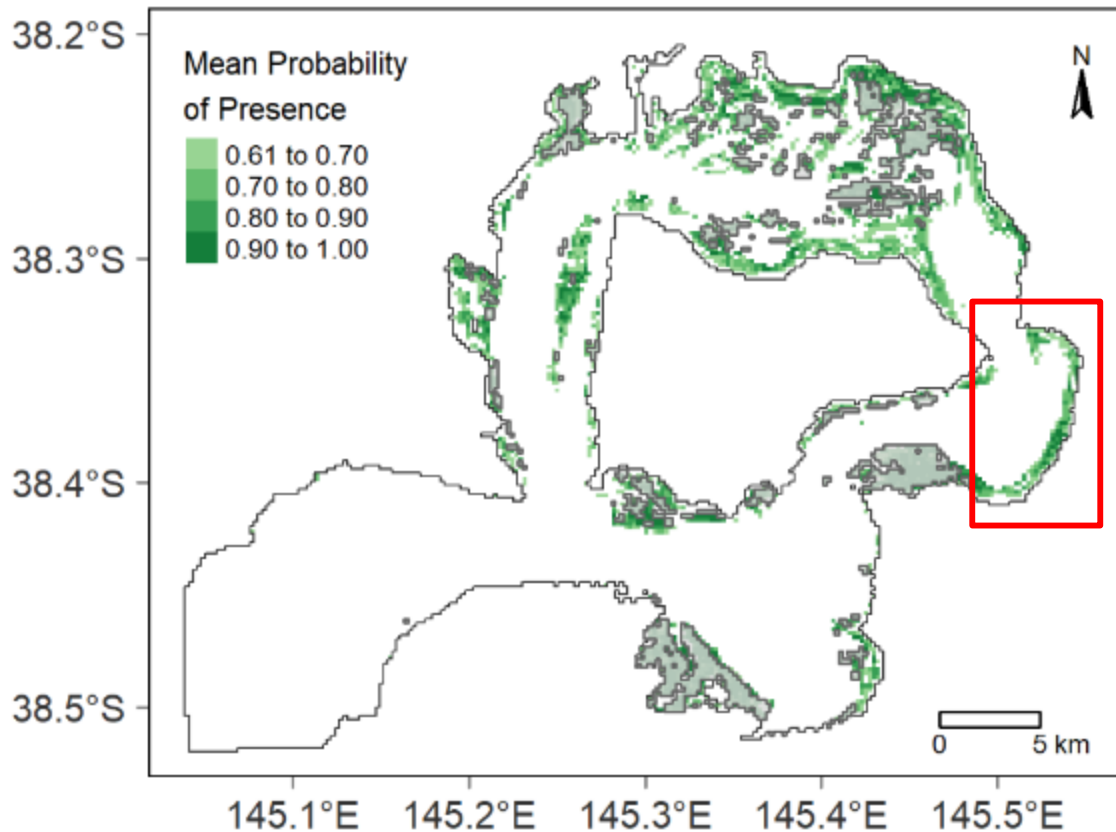 38.2°S
38.3°S
38.4°S
38.5°S
Mean Probability
of Presence
0.61 to 0.70
0.70 to 0.80
0.80 to 0.90
0.90 to 1.00
N
0 5 km
145.1°E 145.2°E 145.3°E 145.4°E 145.5°E